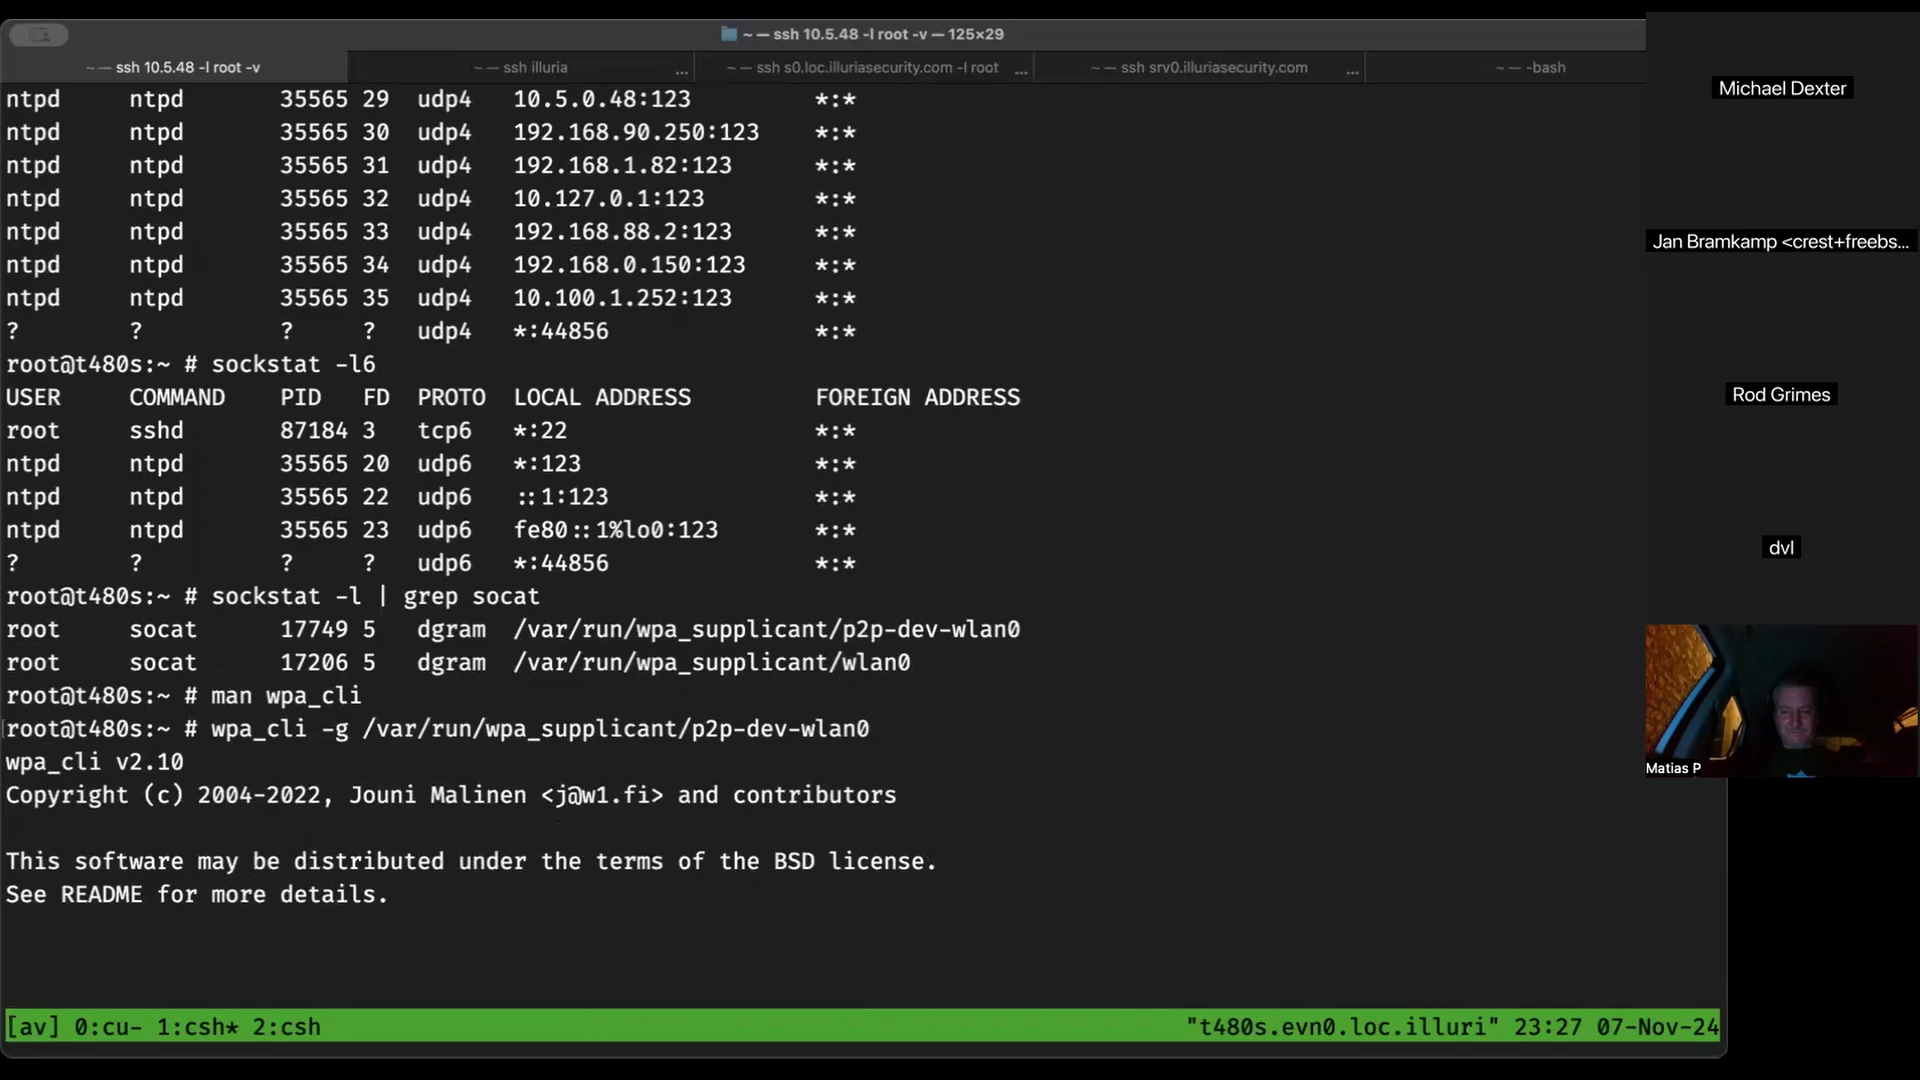 ~ — ssh 10.5.48 -l root -v — 125×29
~ — ssh 10.5.48 -l root -v
~ — ssh illuria ...
~ — ssh s0.loc.illuriasecurity.com -l root ...
~ — ssh srv0.illuriasecurity.com ...
~ — -bash
ntpd ntpd 35565 29 udp4 10.5.0.48:123 *:*
ntpd ntpd 35565 30 udp4 192.168.90.250:123 *:*
ntpd ntpd 35565 31 udp4 192.168.1.82:123 *:*
ntpd ntpd 35565 32 udp4 10.127.0.1:123 *:*
ntpd ntpd 35565 33 udp4 192.168.88.2:123 *:*
ntpd ntpd 35565 34 udp4 192.168.0.150:123 *:*
ntpd ntpd 35565 35 udp4 10.100.1.252:123 *:*
? ? ? ? udp4 *:44856 *:*
root@t480s:~ # sockstat -l6
USER COMMAND PID FD PROTO LOCAL ADDRESS FOREIGN ADDRESS
root sshd 87184 3 tcp6 *:22 *:*
ntpd ntpd 35565 20 udp6 *:123 *:*
ntpd ntpd 35565 22 udp6 ::1:123 *:*
ntpd ntpd 35565 23 udp6 fe80::1%lo0:123 *:*
? ? ? ? udp6 *:44856 *:*
root@t480s:~ # sockstat -l | grep socat
root socat 17749 5 dgram /var/run/wpa_supplicant/p2p-dev-wlan0
root socat 17206 5 dgram /var/run/wpa_supplicant/wlan0
root@t480s:~ # man wpa_cli
root@t480s:~ # wpa_cli -g /var/run/wpa_supplicant/p2p-dev-wlan0
wpa_cli v2.10
Copyright (c) 2004-2022, Jouni Malinen <j@w1.fi> and contributors
This software may be distributed under the terms of the BSD license.
See README for more details.
[av] 0:cu- 1:csh* 2:csh "t480s.evn0.loc.illuri" 23:27 07-Nov-24
Michael Dexter
Jan Bramkamp <crest+freebs...
Rod Grimes
dvl
Matias P